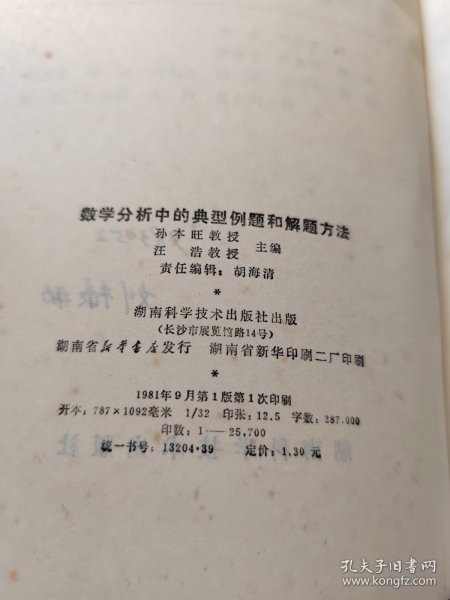 数学分析中的典型例题和解题方法
孙本旺教授
汪　浩教授　主编
责任编辑：胡海清
*
湖南科学技术出版社出版
（长沙市展览馆路14号）
湖南省新华书店发行　湖南省新华印刷二厂印刷
*
1981年9月第1版第1次印刷
开本：787×1092毫米　1/32　印张：12.5　字数：287,000
印数：1——25,700
统一书号：13204·39　定价：1.30元
孔夫子旧书网
www.kongfz.com